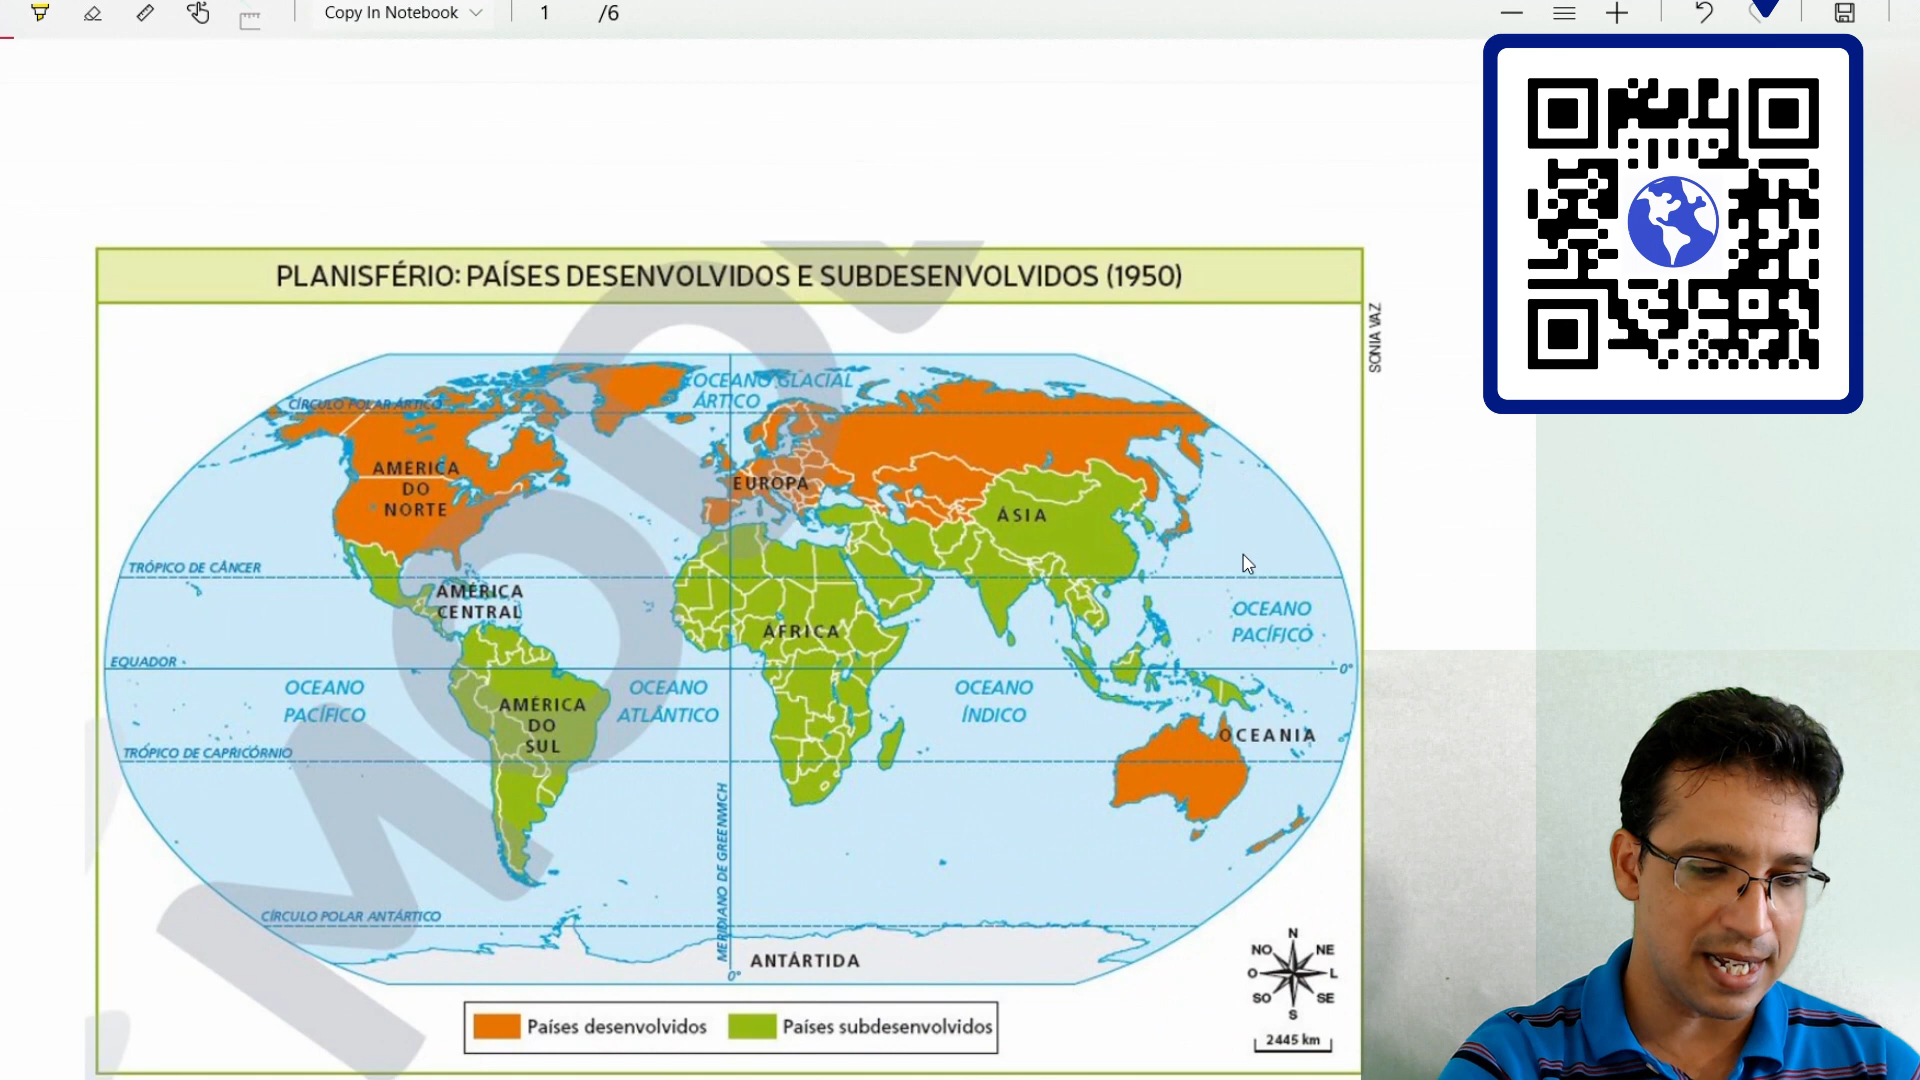 Copy In Notebook
1 /6
PLANISFÉRIO: PAÍSES DESENVOLVIDOS E SUBDESENVOLVIDOS (1950)
SONIA VAZ
OCEANO GLACIAL
ÁRTICO
CÍRCULO POLAR ÁRTICO
AMÉRICA
DO
NORTE
EUROPA
ÁSIA
TRÓPICO DE CÂNCER
AMÉRICA
CENTRAL
ÁFRICA
OCEANO
PACÍFICO
EQUADOR
0°
OCEANO
PACÍFICO
AMÉRICA
DO
SUL
OCEANO
ATLÂNTICO
OCEANO
ÍNDICO
OCEANIA
TRÓPICO DE CAPRICÓRNIO
MERIDIANO DE GREENWICH
CÍRCULO POLAR ANTÁRTICO
0°
ANTÁRTIDA
N
NO NE
O L
SO SE
S
2445 km
Países desenvolvidos Países subdesenvolvidos